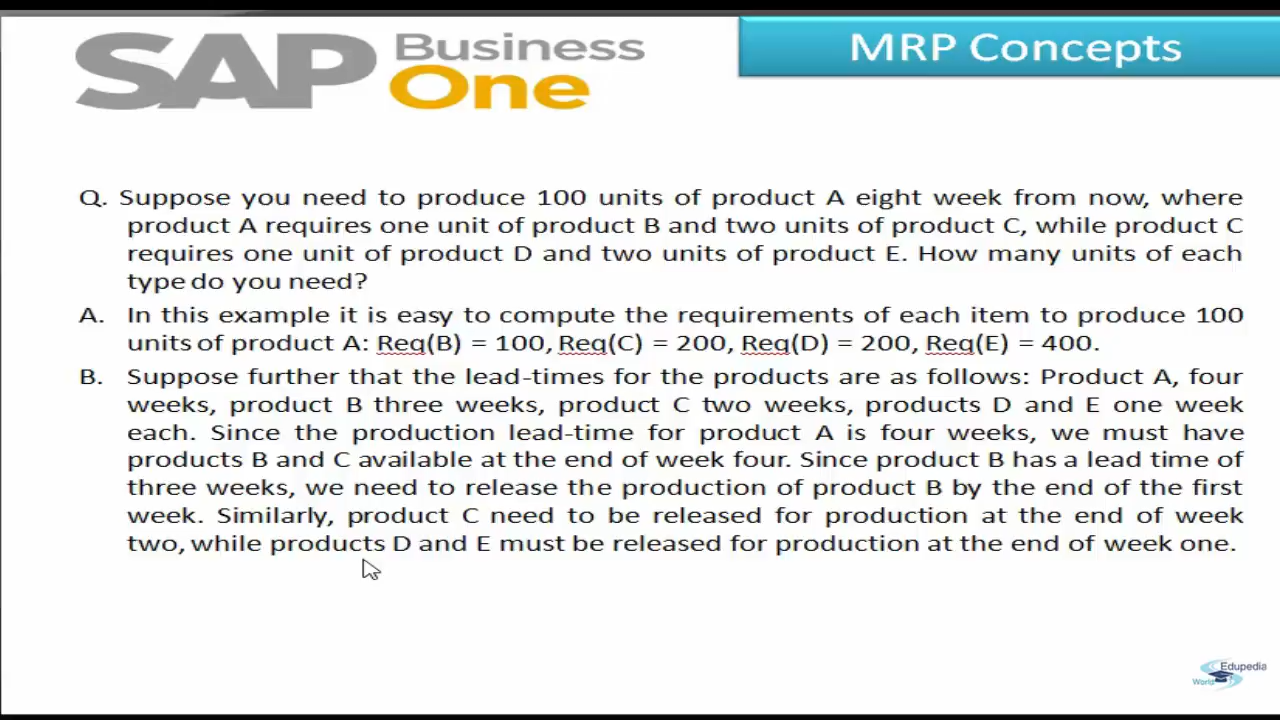 SAP Business One
MRP Concepts
Q. Suppose you need to produce 100 units of product A eight week from now, where
product A requires one unit of product B and two units of product C, while product C
requires one unit of product D and two units of product E. How many units of each
type do you need?
A. In this example it is easy to compute the requirements of each item to produce 100
units of product A: Req(B) = 100, Req(C) = 200, Req(D) = 200, Req(E) = 400.
B. Suppose further that the lead-times for the products are as follows: Product A, four
weeks, product B three weeks, product C two weeks, products D and E one week
each. Since the production lead-time for product A is four weeks, we must have
products B and C available at the end of week four. Since product B has a lead time of
three weeks, we need to release the production of product B by the end of the first
week. Similarly, product C need to be released for production at the end of week
two, while products D and E must be released for production at the end of week one.
Edupedia
World